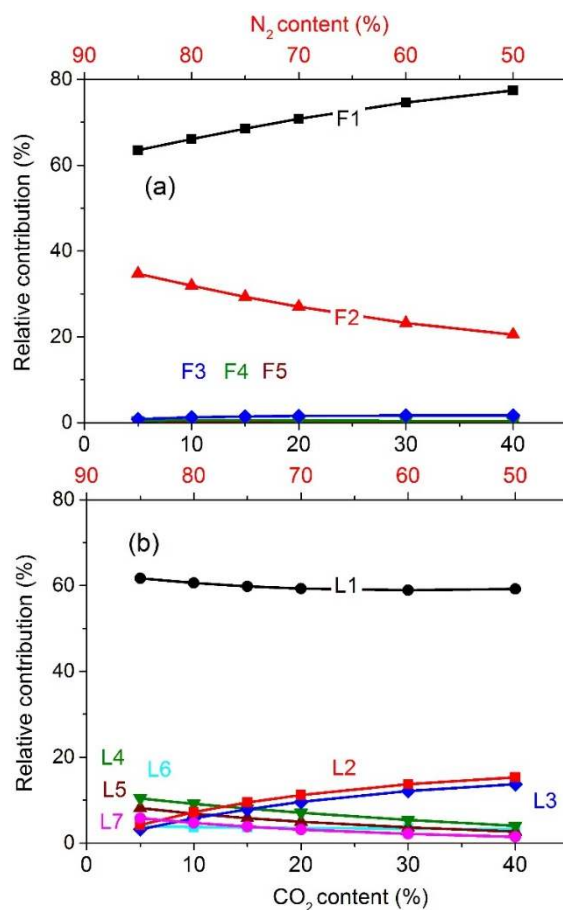 N₂ content (%)
90 80 70 60 50
80
60
40
20
0
Relative contribution (%)
F1
(a)
F2
F3 F4 F5
0 10 20 30 40
90 80 70 60 50
80
60
40
20
0
Relative contribution (%)
(b)
L1
L4 L6 L2
L5 L3
L7
0 10 20 30 40
CO₂ content (%)